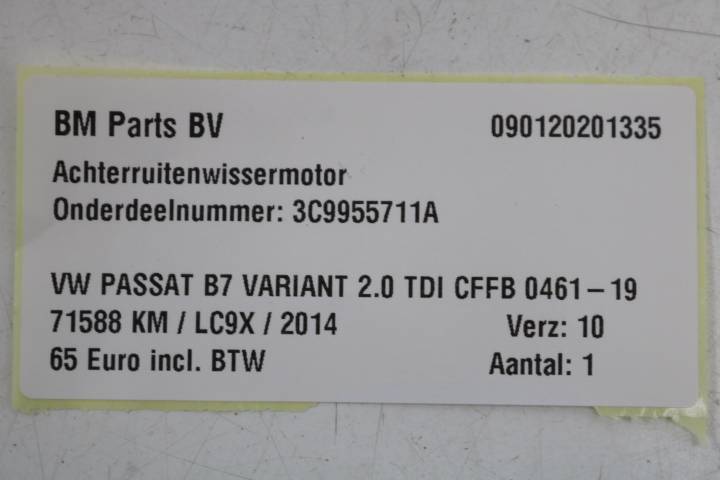 BM Parts BV 090120201335
Achterruitenwissermotor
Onderdeelnummer: 3C9955711A
VW PASSAT B7 VARIANT 2.0 TDI CFFB 0461-19
71588 KM / LC9X / 2014 Verz: 10
65 Euro incl. BTW Aantal: 1